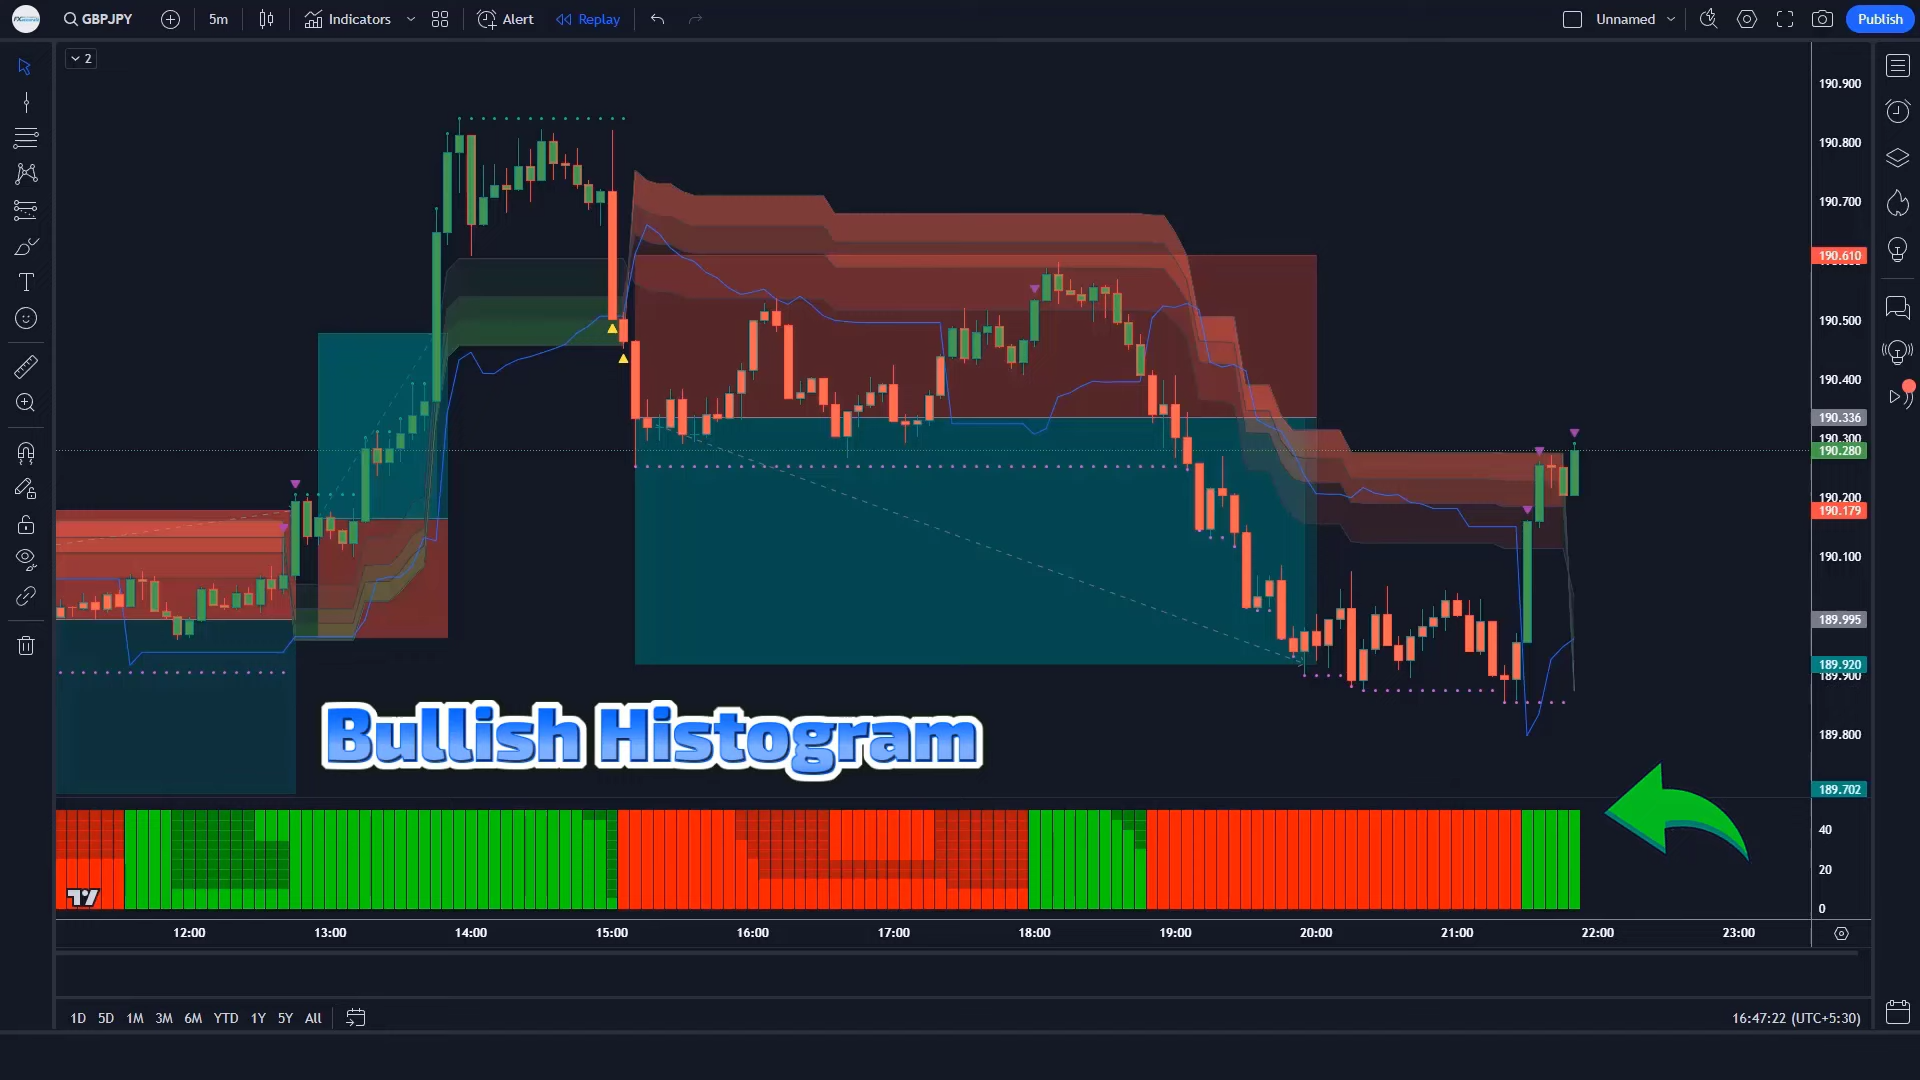 GBPJPY
5m
Indicators
Alert
Replay
Unnamed
Publish
2
190.900
190.800
190.700
190.610
190.500
190.400
190.336
190.300
190.280
190.200
190.179
190.100
189.995
189.920
189.900
189.800
189.702
Bullish Histogram
40
20
0
12:00 13:00 14:00 15:00 16:00 17:00 18:00 19:00 20:00 21:00 22:00 23:00
1D 5D 1M 3M 6M YTD 1Y 5Y All
16:47:22 (UTC+5:30)